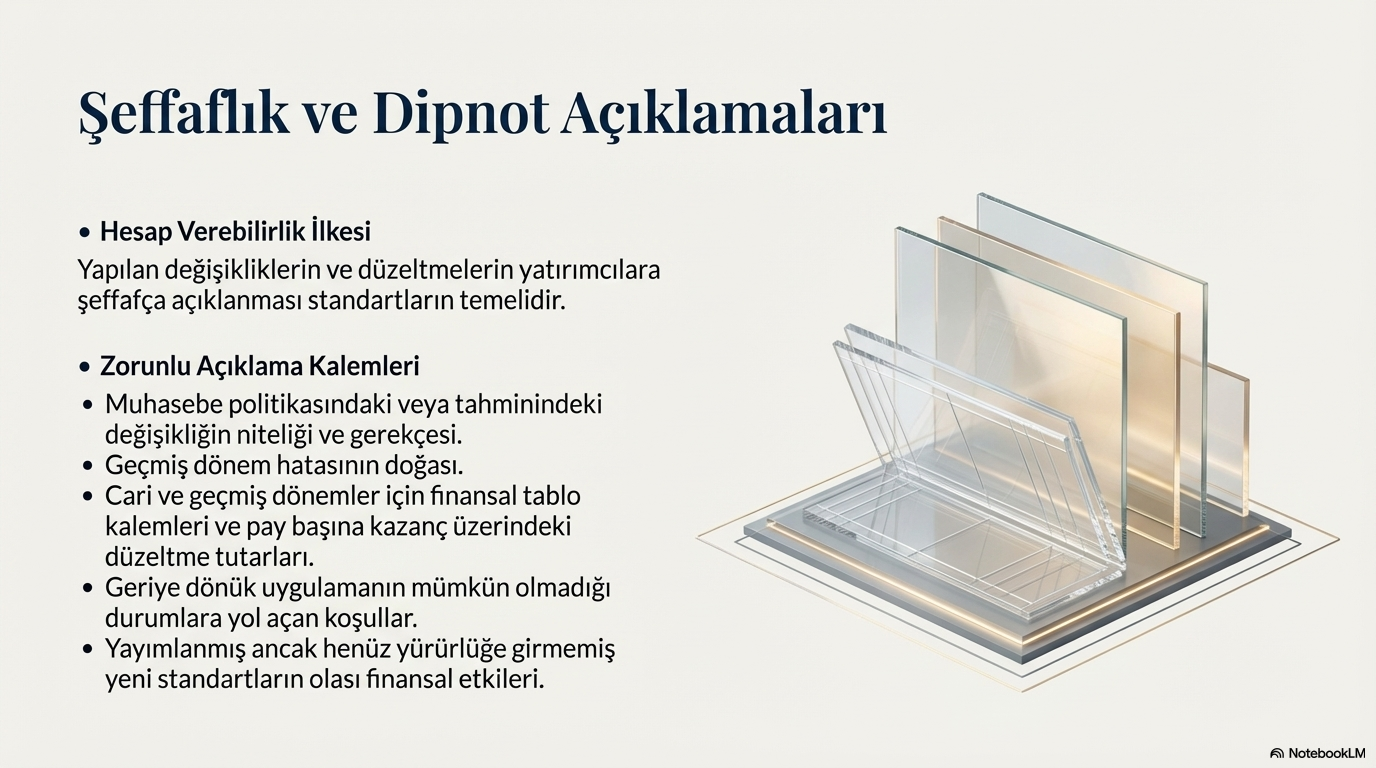 Şeffaflık ve Dipnot Açıklamaları
• Hesap Verebilirlik İlkesi
Yapılan değişikliklerin ve düzeltmelerin yatırımcılara
şeffafça açıklanması standartların temelidir.
• Zorunlu Açıklama Kalemleri
• Muhasebe politikasındaki veya tahminindeki
değişikliğin niteliği ve gerekçesi.
• Geçmiş dönem hatasının doğası.
• Cari ve geçmiş dönemler için finansal tablo
kalemleri ve pay başına kazanç üzerindeki
düzeltme tutarları.
• Geriye dönük uygulamanın mümkün olmadığı
durumlara yol açan koşullar.
• Yayımlanmış ancak henüz yürürlüğe girmemiş
yeni standartların olası finansal etkileri.
NotebookLM